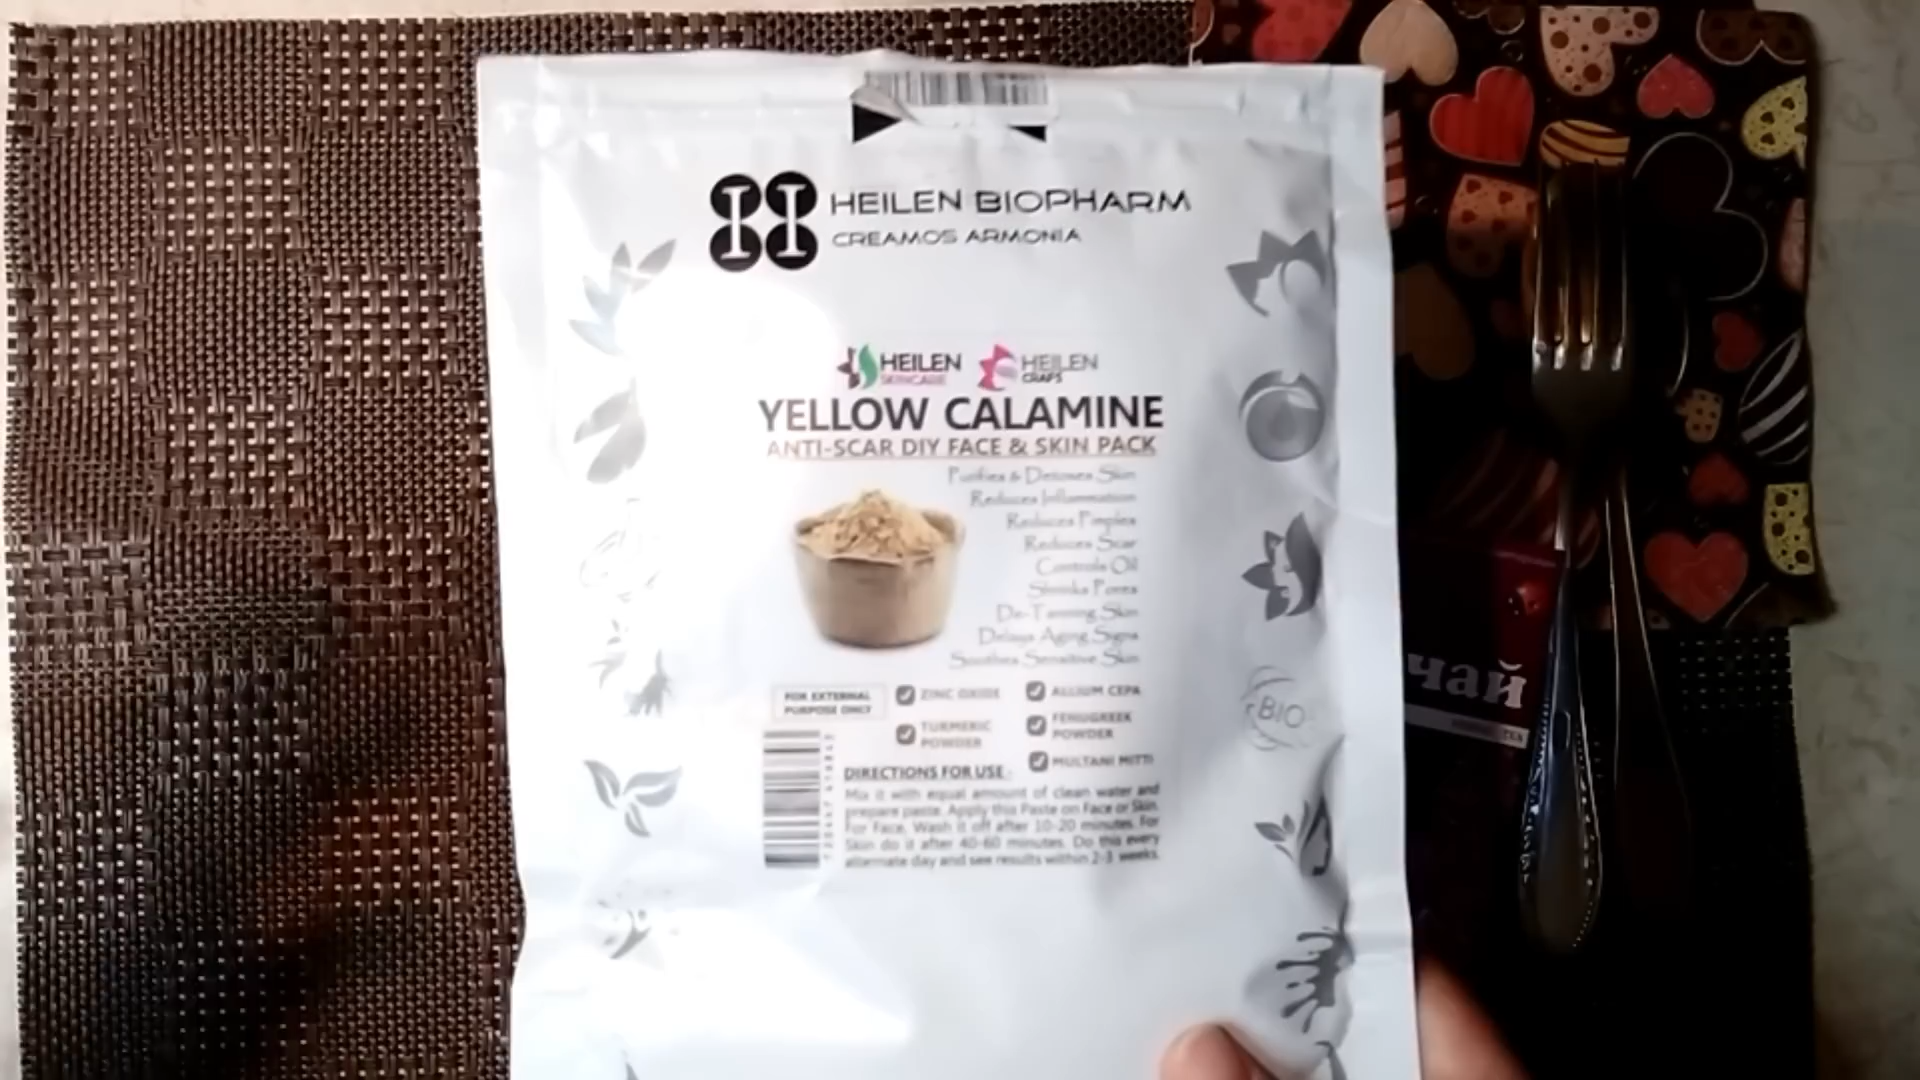 HEILEN BIOPHARM
CREAMOS ARMONIA
HEILEN
SKINCARE
HEILEN
CRAFS
YELLOW CALAMINE
ANTI-SCAR DIY FACE & SKIN PACK
Purifies & Detoxes Skin
Reduces Inflammation
Reduces Pimples
Reduces Scar
Controls Oil
Shrinks Pores
De-Tanning Skin
Delays Aging Signs
Soothes Sensitive Skin
FOR EXTERNAL
PURPOSE ONLY
ZINC OXIDE
ALLIUM CEPA
TURMERIC
POWDER
FENUGREEK
POWDER
MULTANI MITTI
DIRECTIONS FOR USE -
Mix it with equal amount of clean water and
prepare paste. Apply this Paste on Face or Skin.
For Face, Wash it off after 10-20 minutes. For
Skin do it after 40-60 minutes. Do this every
alternate day and see results within 2-3 weeks.
BIO
чай
TEA